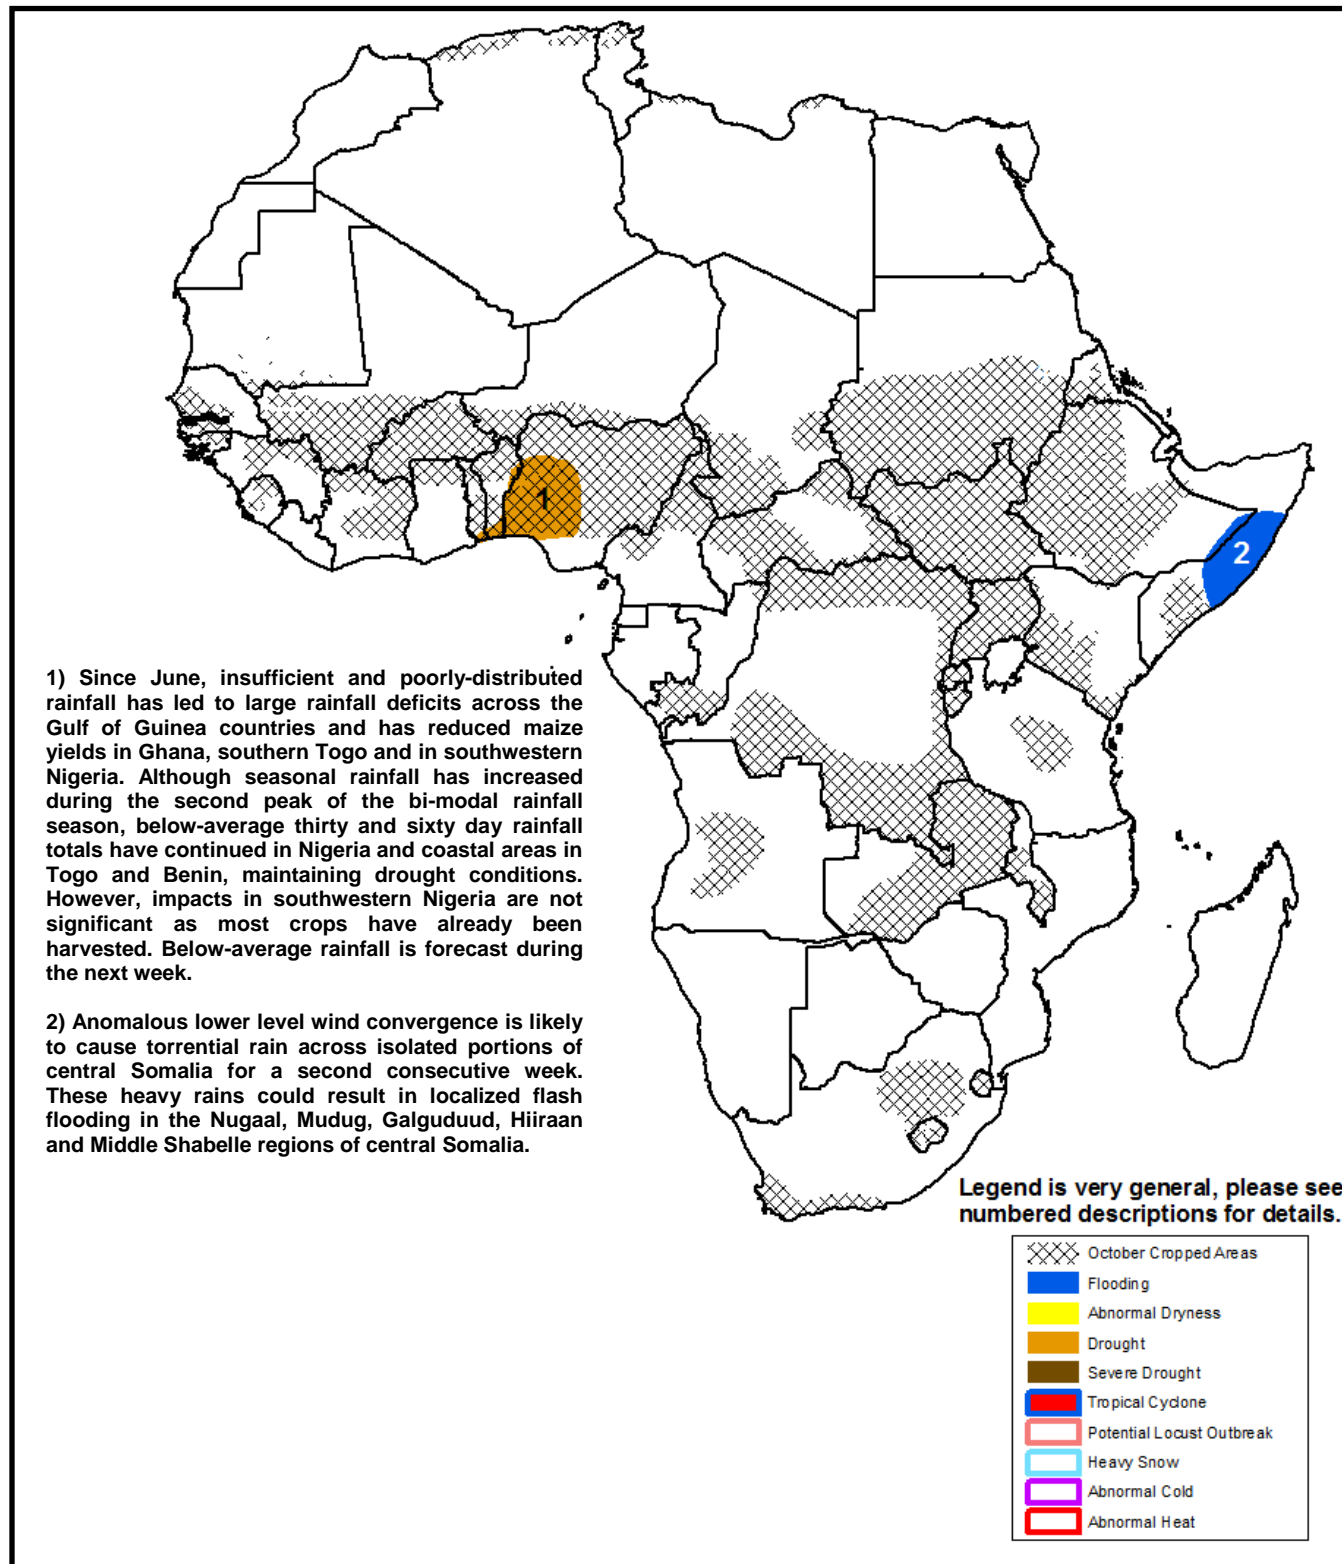 1
2
1) Since June, insufficient and poorly-distributed
rainfall has led to large rainfall deficits across the
Gulf of Guinea countries and has reduced maize
yields in Ghana, southern Togo and in southwestern
Nigeria. Although seasonal rainfall has increased
during the second peak of the bi-modal rainfall
season, below-average thirty and sixty day rainfall
totals have continued in Nigeria and coastal areas in
Togo and Benin, maintaining drought conditions.
However, impacts in southwestern Nigeria are not
significant as most crops have already been
harvested. Below-average rainfall is forecast during
the next week.
2) Anomalous lower level wind convergence is likely
to cause torrential rain across isolated portions of
central Somalia for a second consecutive week.
These heavy rains could result in localized flash
flooding in the Nugaal, Mudug, Galguduud, Hiiraan
and Middle Shabelle regions of central Somalia.
Legend is very general, please see
numbered descriptions for details.
October Cropped Areas
Flooding
Abnormal Dryness
Drought
Severe Drought
Tropical Cyclone
Potential Locust Outbreak
Heavy Snow
Abnormal Cold
Abnormal Heat